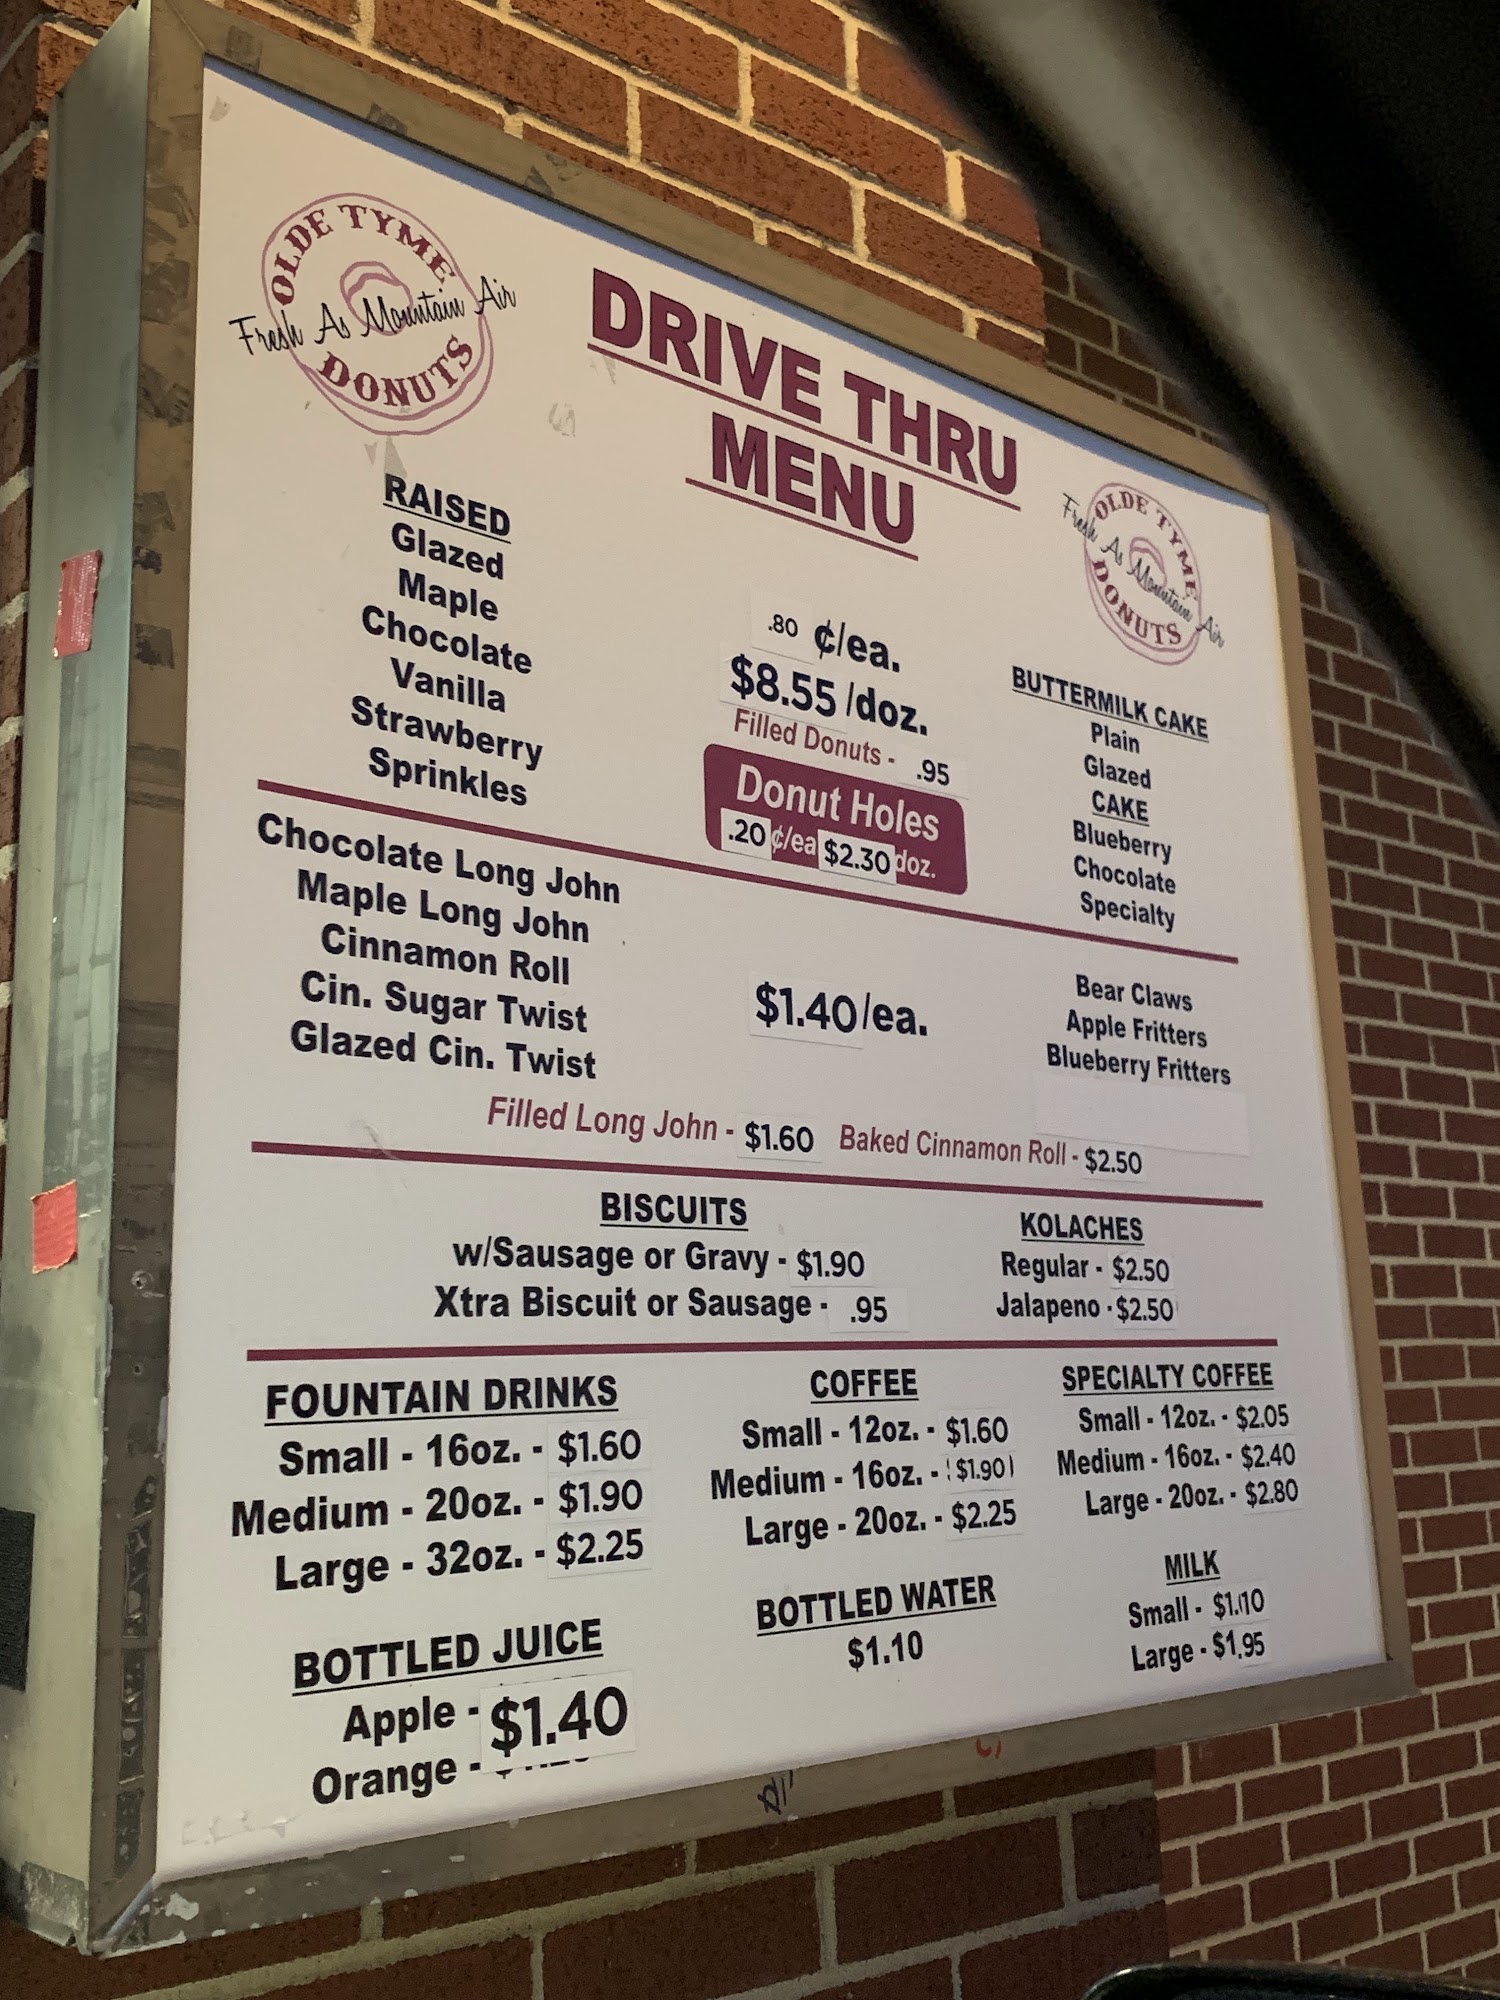 OLDE TYME
Fresh As Mountain Air
DONUTS
DRIVE THRU
MENU
OLDE TYME
Fresh As Mountain Air
DONUTS
RAISED
Glazed
Maple
Chocolate
Vanilla
Strawberry
Sprinkles
.80 ¢/ea.
$8.55/doz.
Filled Donuts - .95
Donut Holes
.20 ¢/ea $2.30 doz.
BUTTERMILK CAKE
Plain
Glazed
CAKE
Blueberry
Chocolate
Specialty
Chocolate Long John
Maple Long John
Cinnamon Roll
Cin. Sugar Twist
Glazed Cin. Twist
$1.40/ea.
Bear Claws
Apple Fritters
Blueberry Fritters
Filled Long John - $1.60 Baked Cinnamon Roll - $2.50
BISCUITS
w/Sausage or Gravy - $1.90
Xtra Biscuit or Sausage - .95
KOLACHES
Regular - $2.50
Jalapeno - $2.50
FOUNTAIN DRINKS
Small - 16oz. - $1.60
Medium - 20oz. - $1.90
Large - 32oz. - $2.25
COFFEE
Small - 12oz. - $1.60
Medium - 16oz. - $1.90
Large - 20oz. - $2.25
SPECIALTY COFFEE
Small - 12oz. - $2.05
Medium - 16oz. - $2.40
Large - 20oz. - $2.80
BOTTLED JUICE
Apple - $1.40
Orange -
BOTTLED WATER
$1.10
MILK
Small - $1.10
Large - $1.95